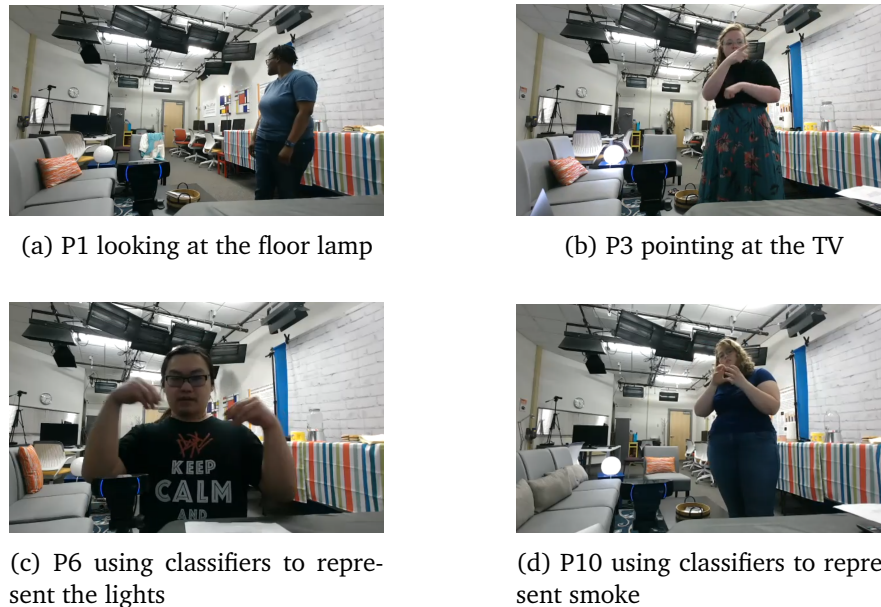 (a) P1 looking at the floor lamp
(b) P3 pointing at the TV
KEEP
CALM
AND
(c) P6 using classifiers to repre-
sent the lights
(d) P10 using classifiers to repre
sent smoke